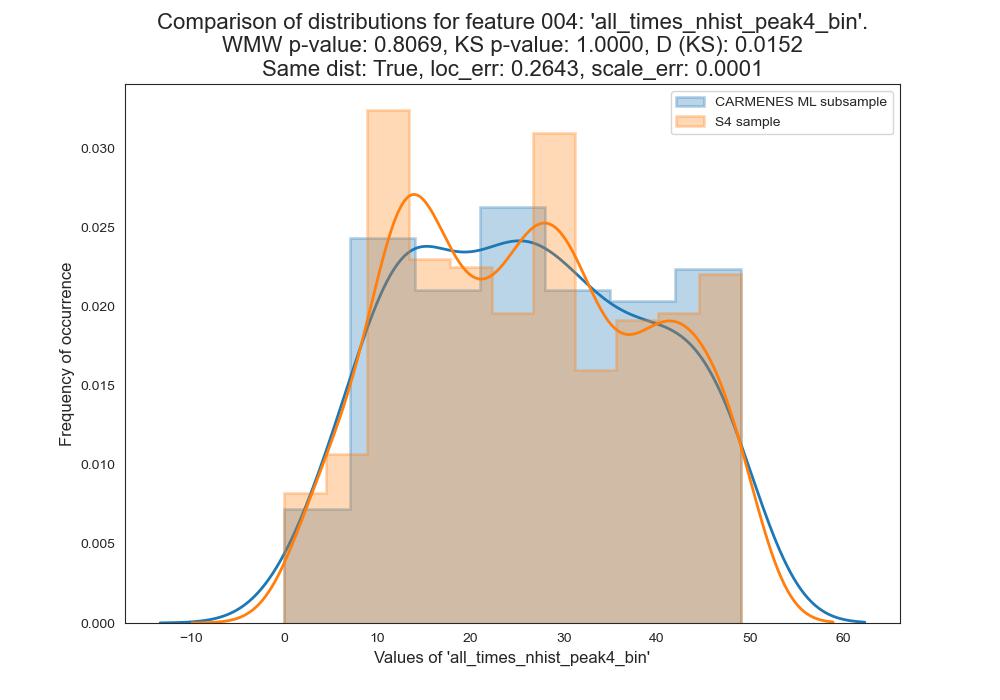 Comparison of distributions for feature 004: 'all_times_nhist_peak4_bin'.
WMW p-value: 0.8069, KS p-value: 1.0000, D (KS): 0.0152
Same dist: True, loc_err: 0.2643, scale_err: 0.0001
CARMENES ML subsample
S4 sample
Frequency of occurrence
0.030
0.025
0.020
0.015
0.010
0.005
0.000
−10
0
10
20
30
40
50
60
Values of 'all_times_nhist_peak4_bin'